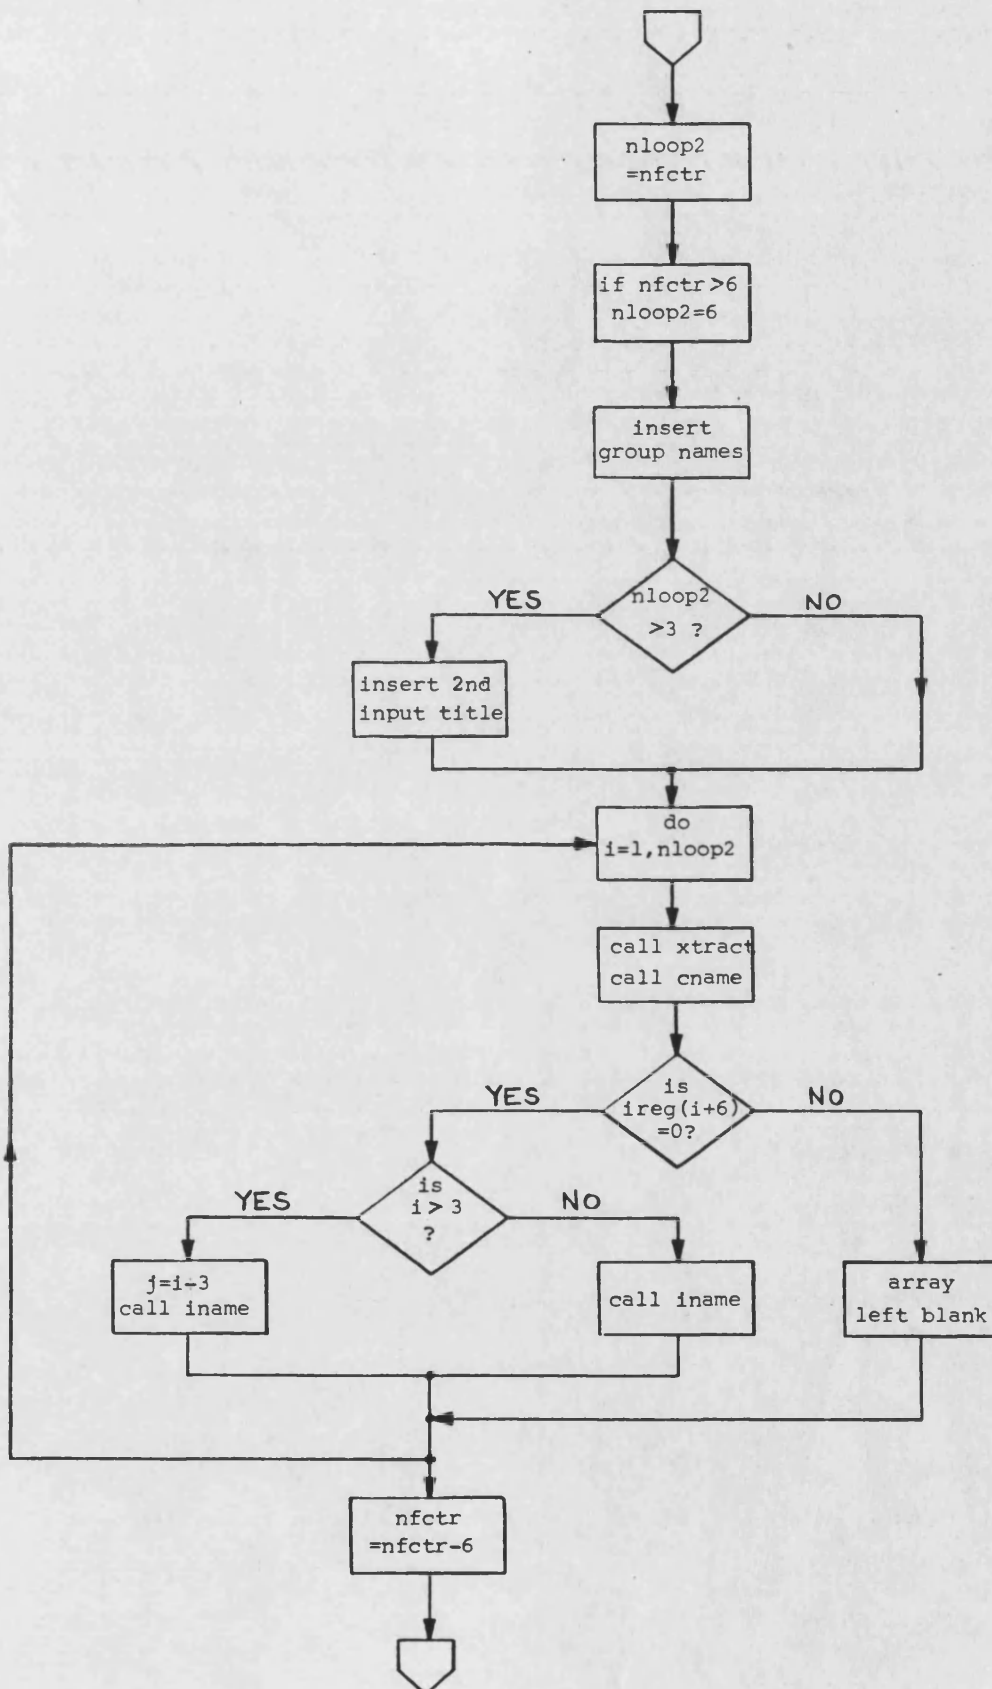 nloop2
=nfctr
if nfctr>6
nloop2=6
insert
group names
nloop2
>3 ?
YES
NO
insert 2nd
input title
do
i=1,nloop2
call xtract
call cname
is
ireg(i+6)
=0?
YES
NO
is
i > 3
?
YES
NO
j=i-3
call iname
call iname
array
left blank
nfctr
=nfctr-6